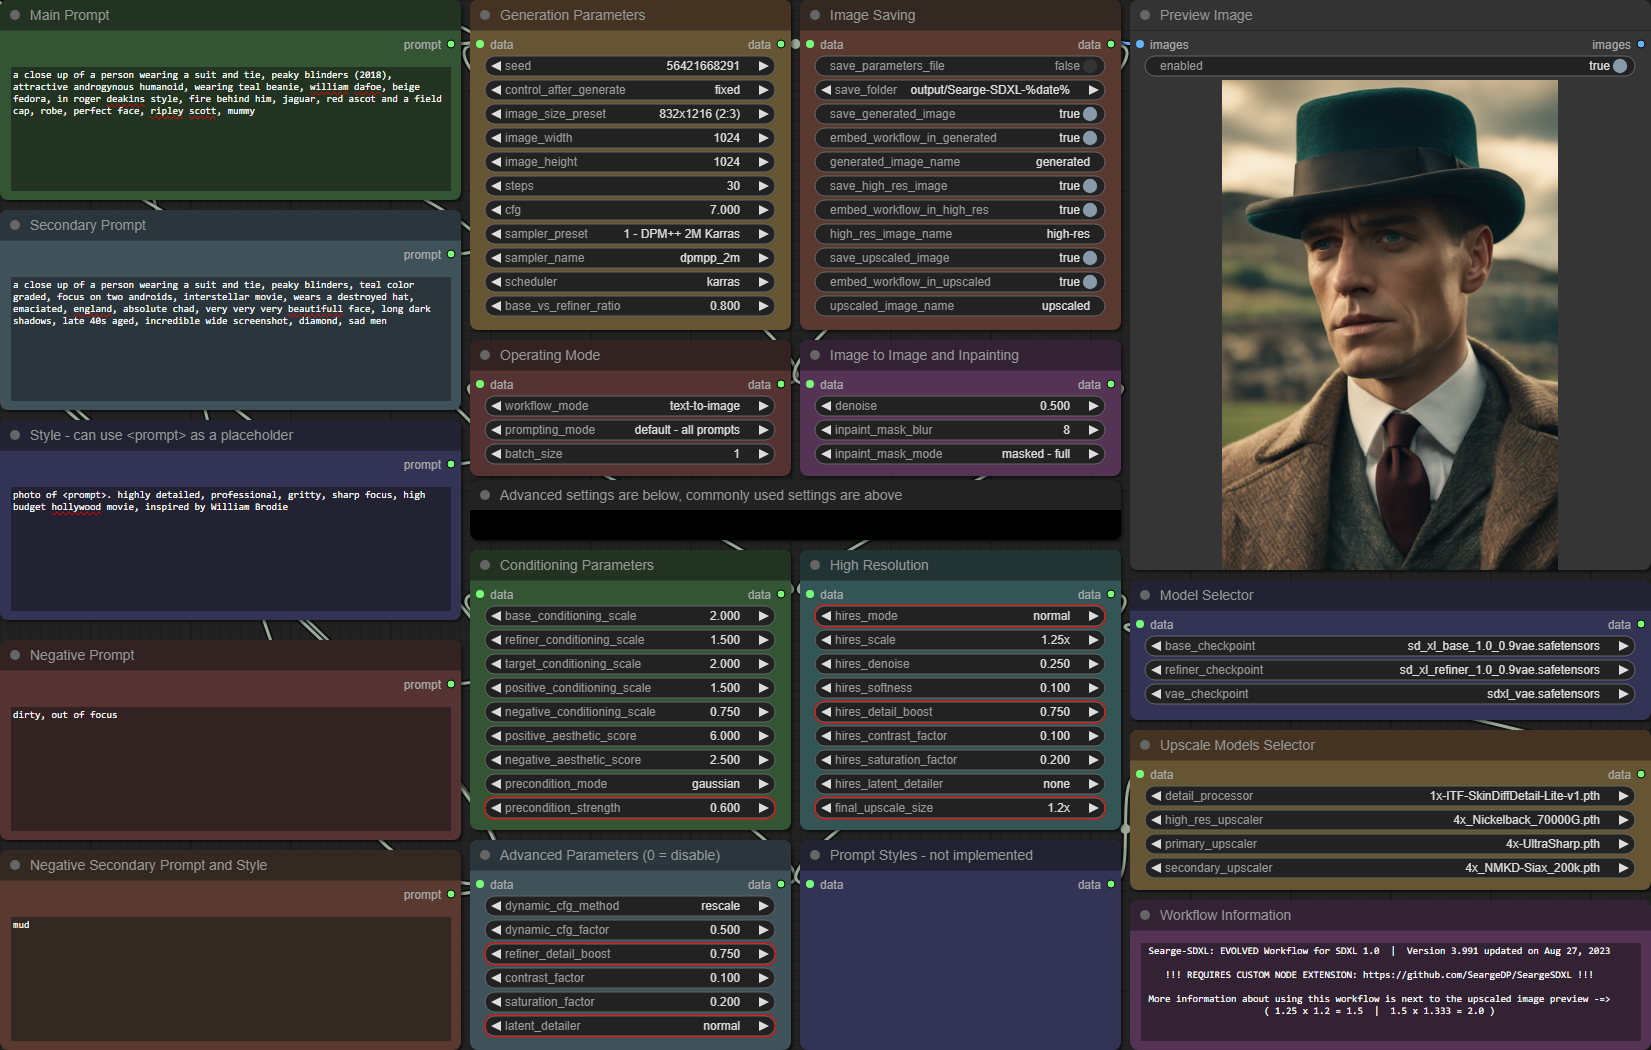 Main Prompt
prompt
a close up of a person wearing a suit and tie, peaky blinders (2018),
attractive androgynous humanoid, wearing teal beanie, william dafoe, beige
fedora, in roger deakins style, fire behind him, jaguar, red ascot and a field
cap, robe, perfect face, ripley scott, mummy
Secondary Prompt
prompt
a close up of a person wearing a suit and tie, peaky blinders, teal color
graded, focus on two androids, interstellar movie, wears a destroyed hat,
emaciated, england, absolute chad, very very very beautifull face, long dark
shadows, late 40s aged, incredible wide screenshot, diamond, sad men
Style - can use <prompt> as a placeholder
prompt
photo of <prompt>. highly detailed, professional, gritty, sharp focus, high
budget hollywood movie, inspired by William Brodie
Negative Prompt
prompt
dirty, out of focus
Negative Secondary Prompt and Style
prompt
mud
Generation Parameters
data data
seed 56421668291
control_after_generate fixed
image_size_preset 832x1216 (2:3)
image_width 1024
image_height 1024
steps 30
cfg 7.000
sampler_preset 1 - DPM++ 2M Karras
sampler_name dpmpp_2m
scheduler karras
base_vs_refiner_ratio 0.800
Operating Mode
data data
workflow_mode text-to-image
prompting_mode default - all prompts
batch_size 1
Image Saving
data data
save_parameters_file false
save_folder output/Searge-SDXL-%date%
save_generated_image true
embed_workflow_in_generated true
generated_image_name generated
save_high_res_image true
embed_workflow_in_high_res true
high_res_image_name high-res
save_upscaled_image true
embed_workflow_in_upscaled true
upscaled_image_name upscaled
Image to Image and Inpainting
data data
denoise 0.500
inpaint_mask_blur 8
inpaint_mask_mode masked - full
Advanced settings are below, commonly used settings are above
Conditioning Parameters
data data
base_conditioning_scale 2.000
refiner_conditioning_scale 1.500
target_conditioning_scale 2.000
positive_conditioning_scale 1.500
negative_conditioning_scale 0.750
positive_aesthetic_score 6.000
negative_aesthetic_score 2.500
precondition_mode gaussian
precondition_strength 0.600
Advanced Parameters (0 = disable)
data data
dynamic_cfg_method rescale
dynamic_cfg_factor 0.500
refiner_detail_boost 0.750
contrast_factor 0.100
saturation_factor 0.200
latent_detailer normal
High Resolution
data data
hires_mode normal
hires_scale 1.25x
hires_denoise 0.250
hires_softness 0.100
hires_detail_boost 0.750
hires_contrast_factor 0.100
hires_saturation_factor 0.200
hires_latent_detailer none
final_upscale_size 1.2x
Prompt Styles - not implemented
data data
Preview Image
images images
enabled true
Model Selector
data data
base_checkpoint sd_xl_base_1.0_0.9vae.safetensors
refiner_checkpoint sd_xl_refiner_1.0_0.9vae.safetensors
vae_checkpoint sdxl_vae.safetensors
Upscale Models Selector
data data
detail_processor 1x-ITF-SkinDiffDetail-Lite-v1.pth
high_res_upscaler 4x_Nickelback_70000G.pth
primary_upscaler 4x-UltraSharp.pth
secondary_upscaler 4x_NMKD-Siax_200k.pth
Workflow Information
Searge-SDXL: EVOLVED Workflow for SDXL 1.0 | Version 3.991 updated on Aug 27, 2023
!!! REQUIRES CUSTOM NODE EXTENSION: https://github.com/SeargeDP/SeargeSDXL !!!
More information about using this workflow is next to the upscaled image preview -=>
( 1.25 x 1.2 = 1.5 | 1.5 x 1.333 = 2.0 )